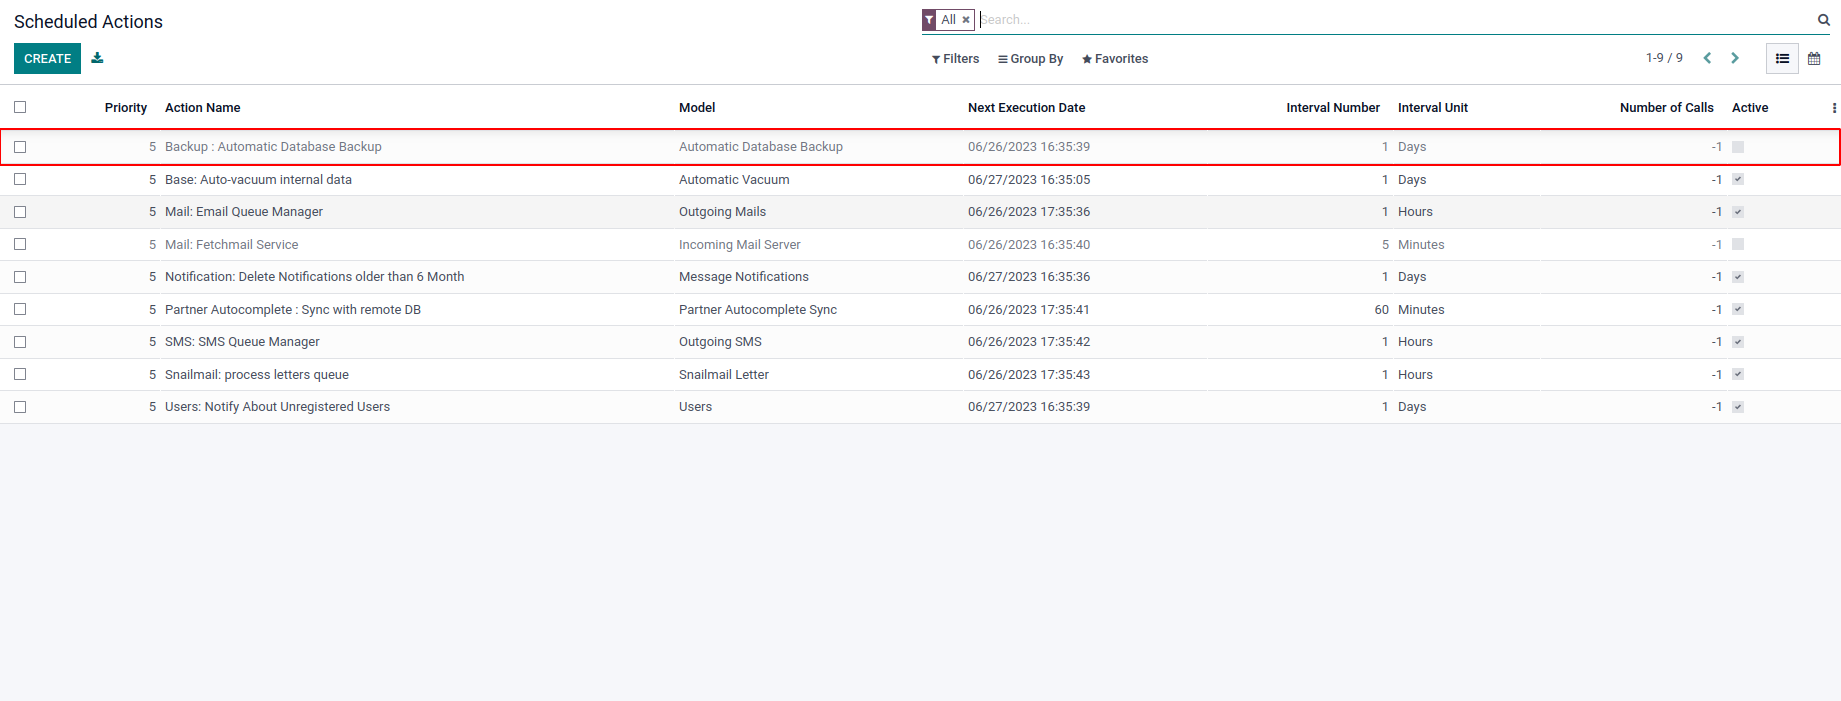 Scheduled Actions
All
Search...
CREATE
Filters
Group By
Favorites
1-9 / 9
Priority Action Name Model Next Execution Date Interval Number Interval Unit Number of Calls Active
5 Backup : Automatic Database Backup Automatic Database Backup 06/26/2023 16:35:39 1 Days -1
5 Base: Auto-vacuum internal data Automatic Vacuum 06/27/2023 16:35:05 1 Days -1
5 Mail: Email Queue Manager Outgoing Mails 06/26/2023 17:35:36 1 Hours -1
5 Mail: Fetchmail Service Incoming Mail Server 06/26/2023 16:35:40 5 Minutes -1
5 Notification: Delete Notifications older than 6 Month Message Notifications 06/27/2023 16:35:36 1 Days -1
5 Partner Autocomplete : Sync with remote DB Partner Autocomplete Sync 06/26/2023 17:35:41 60 Minutes -1
5 SMS: SMS Queue Manager Outgoing SMS 06/26/2023 17:35:42 1 Hours -1
5 Snailmail: process letters queue Snailmail Letter 06/26/2023 17:35:43 1 Hours -1
5 Users: Notify About Unregistered Users Users 06/27/2023 16:35:39 1 Days -1